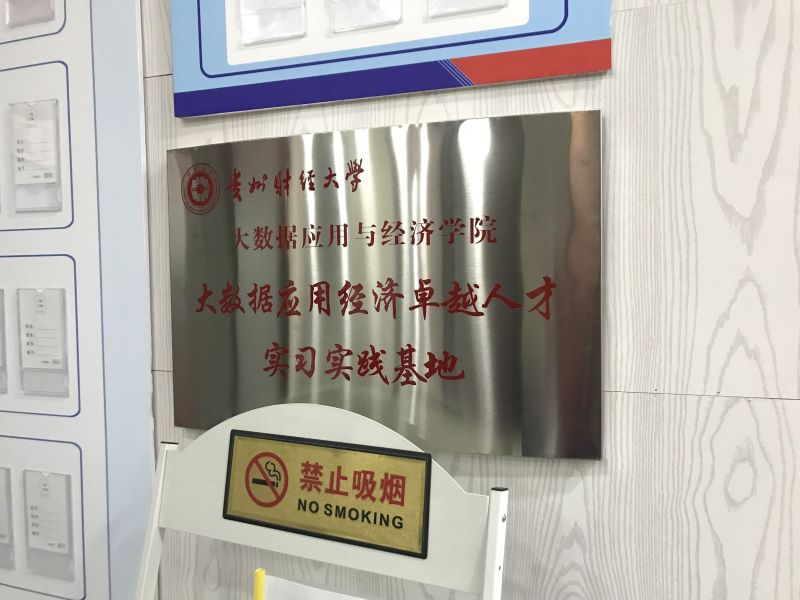 贵州财经大学
大数据应用与经济学院
大数据应用经济卓越人才
实习实践基地
禁止吸烟
NO SMOKING